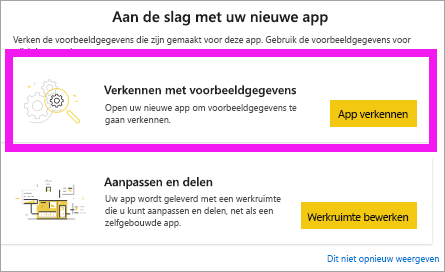 Aan de slag met uw nieuwe app
Verken de voorbeeldgegevens die zijn gemaakt voor deze app. Gebruik de voorbeeldgegevens voor
Verkennen met voorbeeldgegevens
Open uw nieuwe app om voorbeeldgegevens te
gaan verkennen.
App verkennen
Aanpassen en delen
Uw app wordt geleverd met een werkruimte
die u kunt aanpassen en delen, net als een
zelfgebouwde app.
Werkruimte bewerken
Dit niet opnieuw weergeven